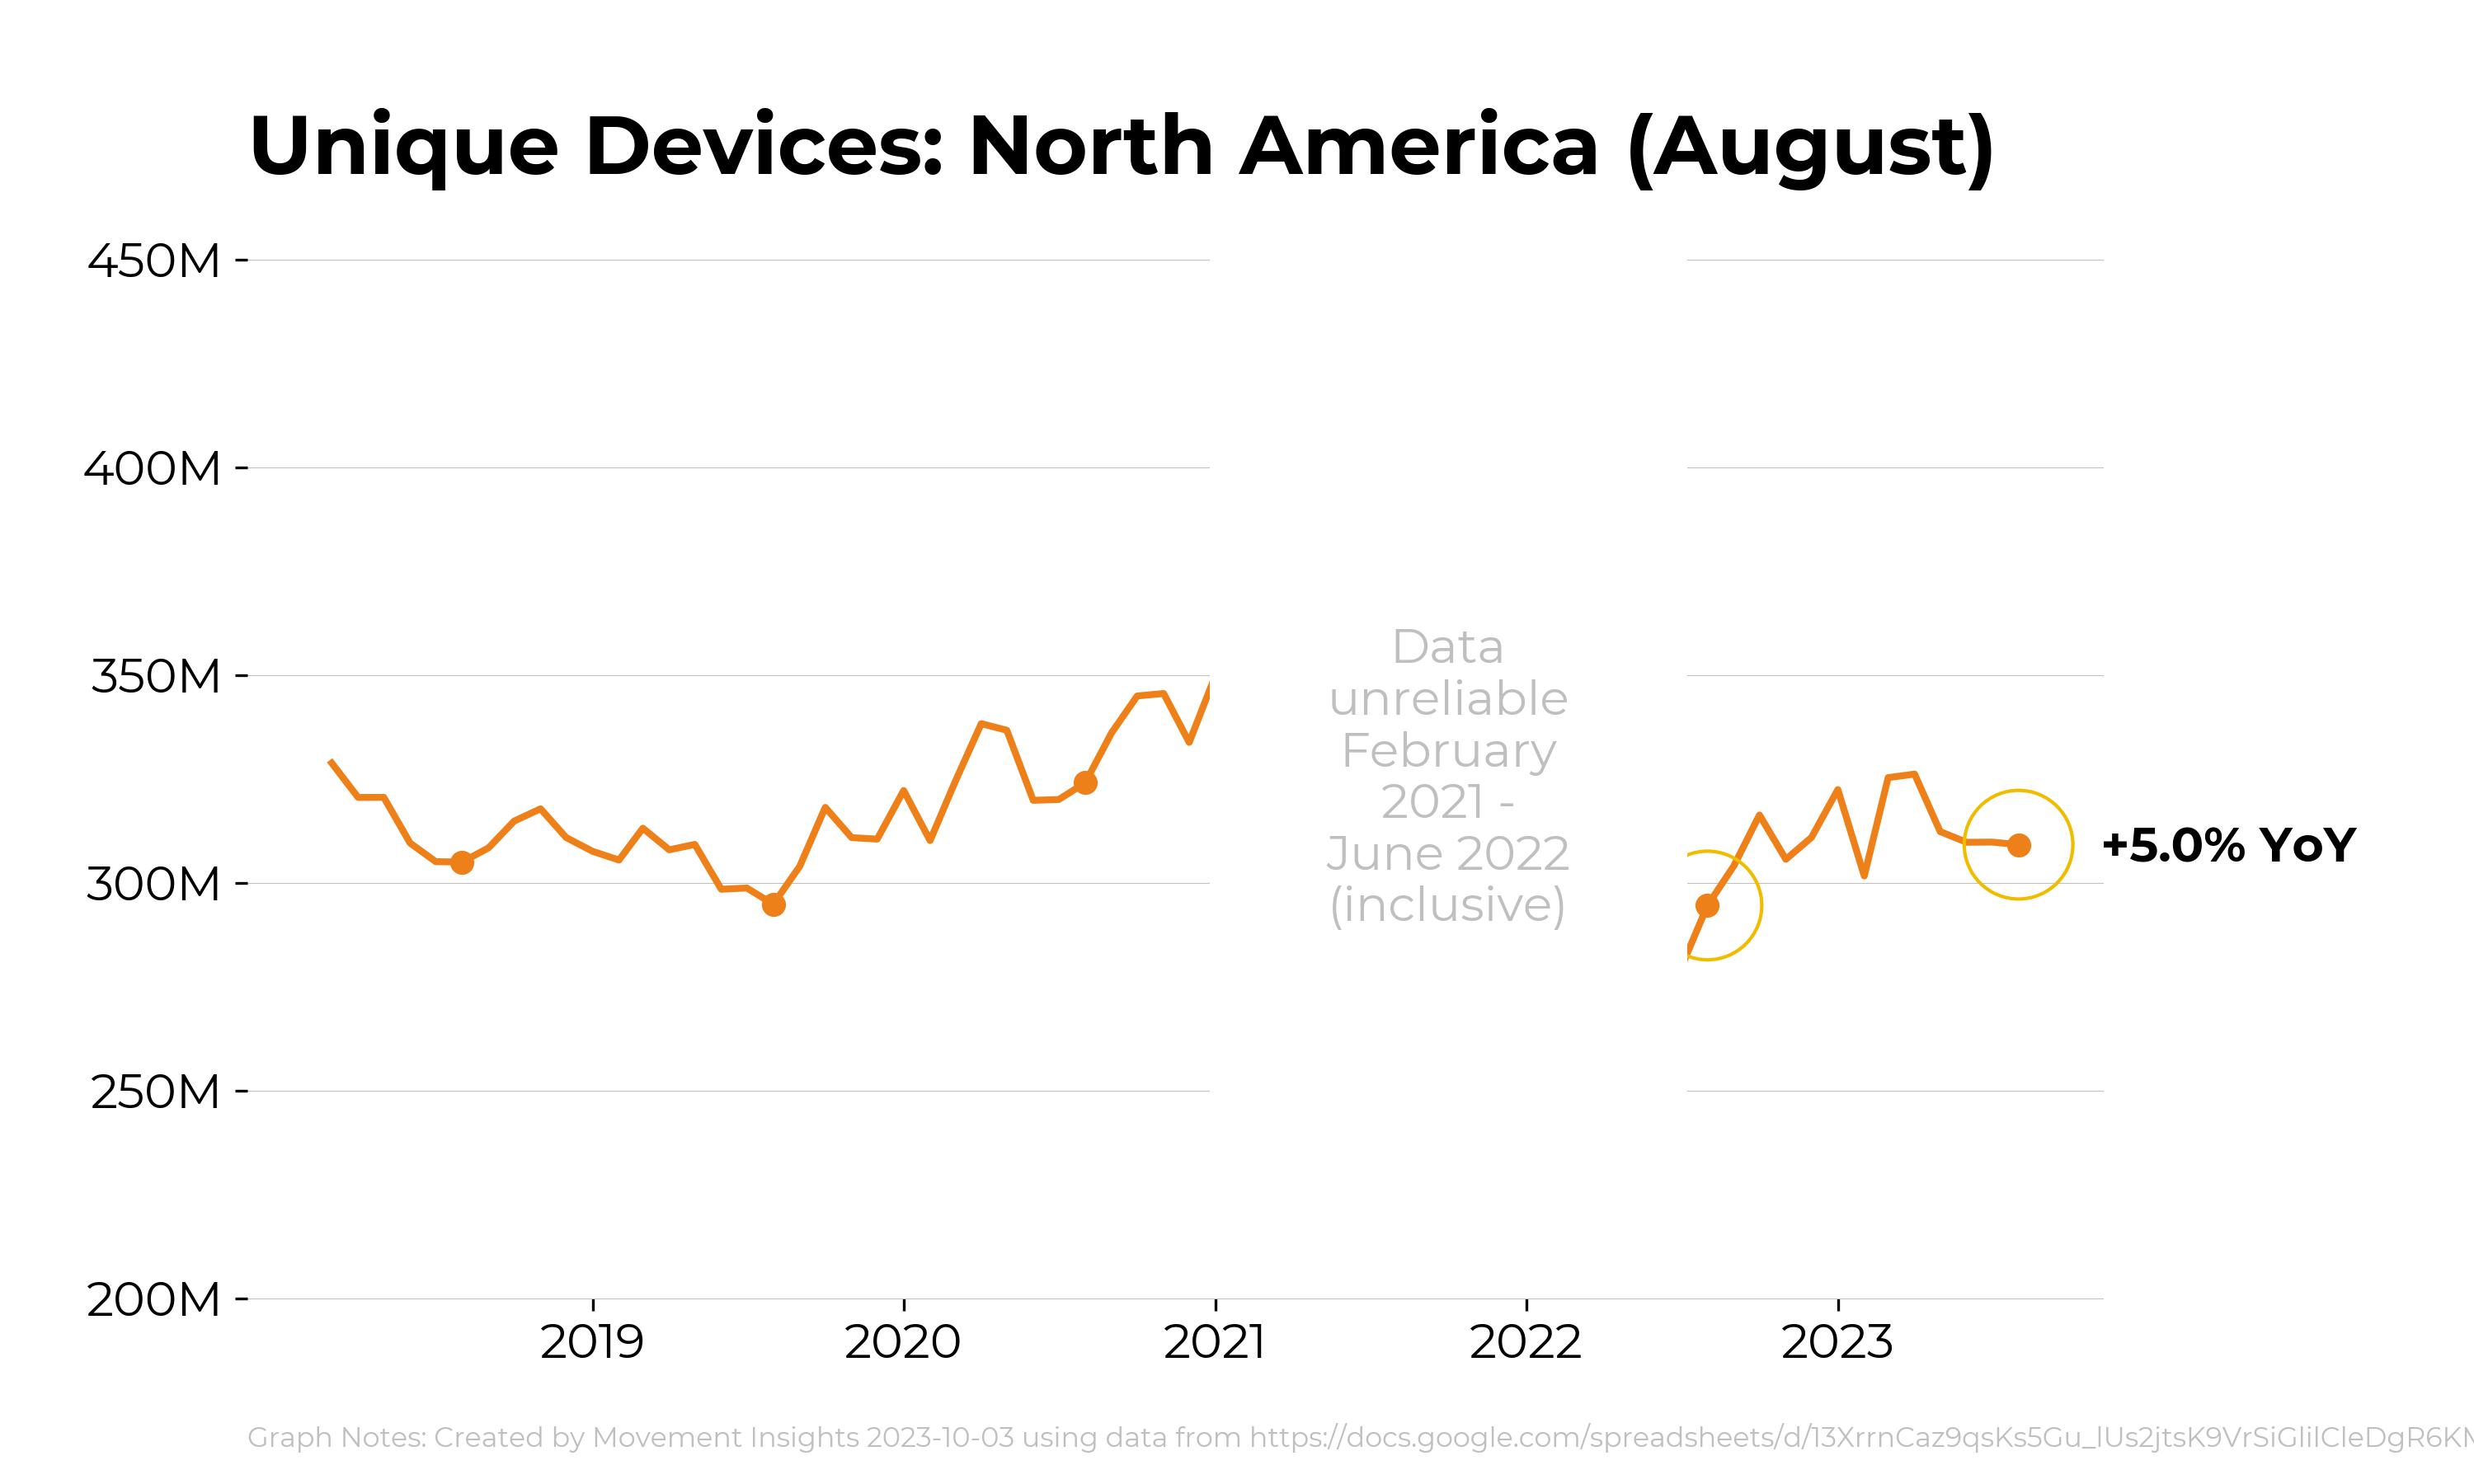 Unique Devices: North America (August)
450M
400M
350M
300M
250M
200M
Data
unreliable
February
2021 -
June 2022
(inclusive)
+5.0% YoY
2019
2020
2021
2022
2023
Graph Notes: Created by Movement Insights 2023-10-03 using data from